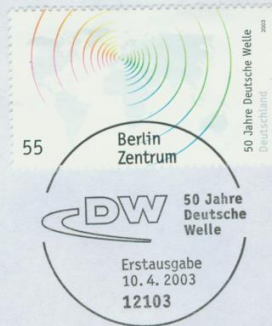 50 Jahre Deutsche Welle
2003
Deutschland
55
Berlin
Zentrum
DW
50 Jahre
Deutsche
Welle
Erstausgabe
10. 4. 2003
12103